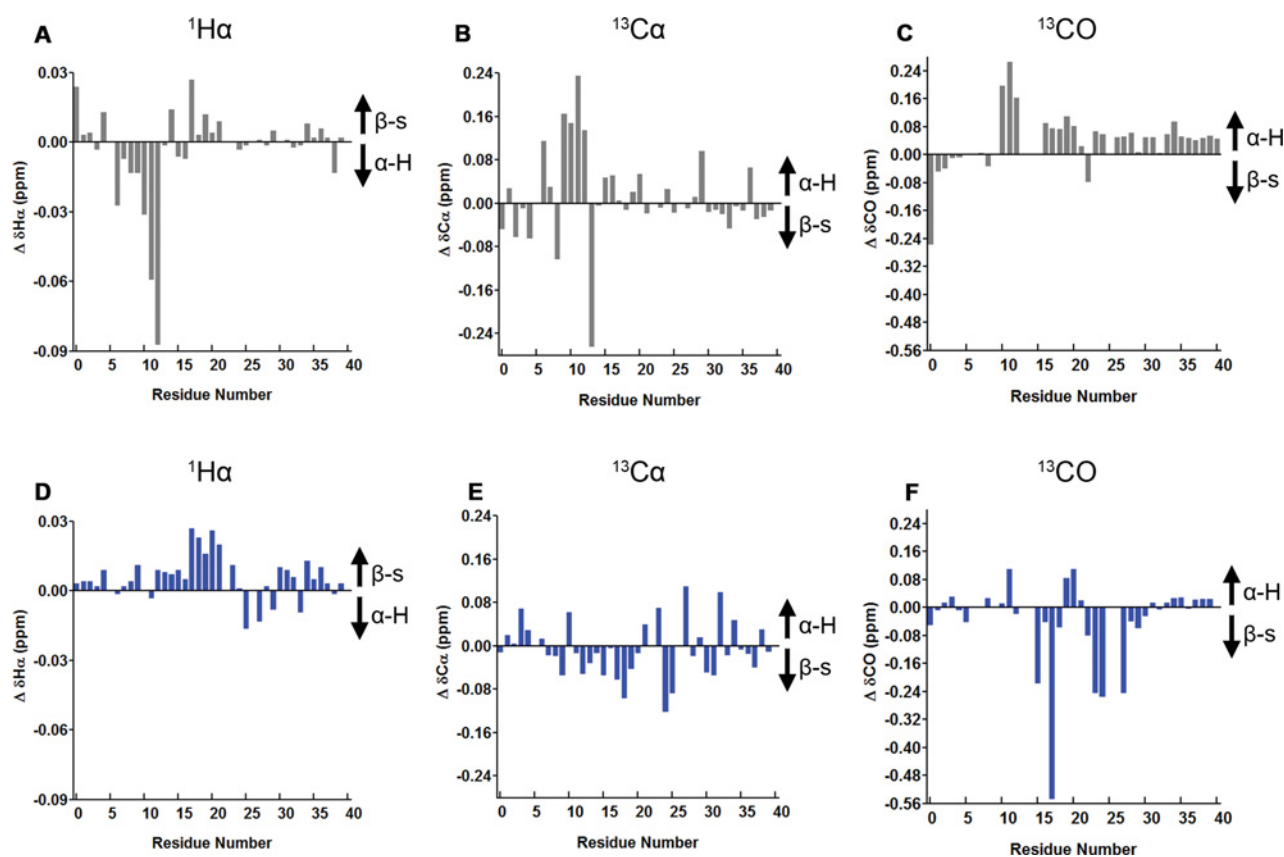 A ¹Hα
0.03
0.00
-0.03
-0.06
-0.09
Δ δHα (ppm)
β-s
α-H
0 5 10 15 20 25 30 35 40
Residue Number
B ¹³Cα
0.24
0.16
0.08
0.00
-0.08
-0.16
-0.24
Δ δCα (ppm)
α-H
β-s
0 5 10 15 20 25 30 35 40
Residue Number
C ¹³CO
0.24
0.16
0.08
0.00
-0.08
-0.16
-0.24
-0.32
-0.40
-0.48
-0.56
Δ δCO (ppm)
α-H
β-s
0 5 10 15 20 25 30 35 40
Residue Number
D ¹Hα
0.03
0.00
-0.03
-0.06
-0.09
Δ δHα (ppm)
β-s
α-H
0 5 10 15 20 25 30 35 40
Residue Number
E ¹³Cα
0.24
0.16
0.08
0.00
-0.08
-0.16
-0.24
Δ δCα (ppm)
α-H
β-s
0 5 10 15 20 25 30 35 40
Residue Number
F ¹³CO
0.24
0.16
0.08
0.00
-0.08
-0.16
-0.24
-0.32
-0.40
-0.48
-0.56
Δ δCO (ppm)
α-H
β-s
0 5 10 15 20 25 30 35 40
Residue Number